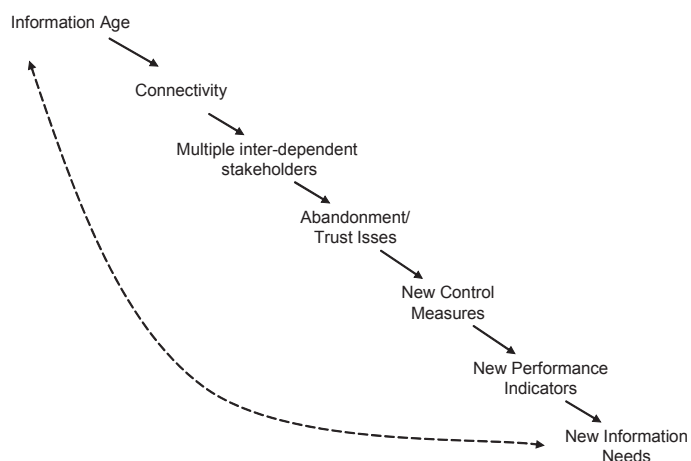 Information Age
Connectivity
Multiple inter-dependent
stakeholders
Abandonment/
Trust Isses
New Control
Measures
New Performance
Indicators
New Information
Needs